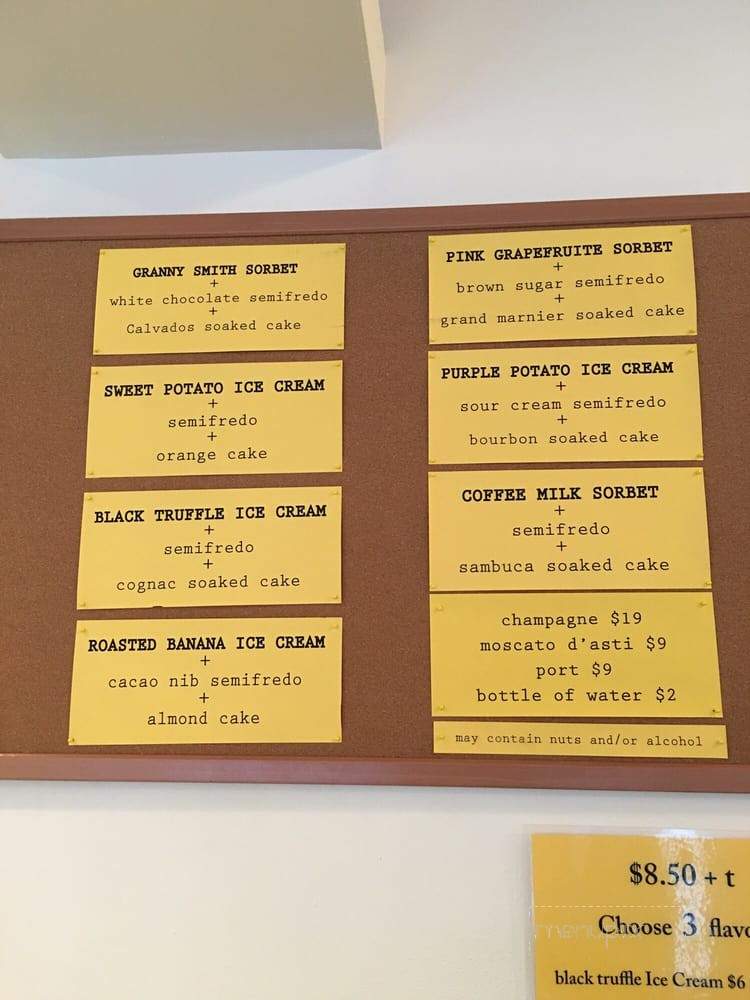 GRANNY SMITH SORBET
+
white chocolate semifredo
+
Calvados soaked cake
SWEET POTATO ICE CREAM
+
semifredo
+
orange cake
BLACK TRUFFLE ICE CREAM
+
semifredo
+
cognac soaked cake
ROASTED BANANA ICE CREAM
+
cacao nib semifredo
+
almond cake
PINK GRAPEFRUITE SORBET
+
brown sugar semifredo
+
grand marnier soaked cake
PURPLE POTATO ICE CREAM
+
sour cream semifredo
+
bourbon soaked cake
COFFEE MILK SORBET
+
semifredo
+
sambuca soaked cake
champagne $19
moscato d'asti $9
port $9
bottle of water $2
may contain nuts and/or alcohol
$8.50 + t
Choose 3 flavo
black truffle Ice Cream $6